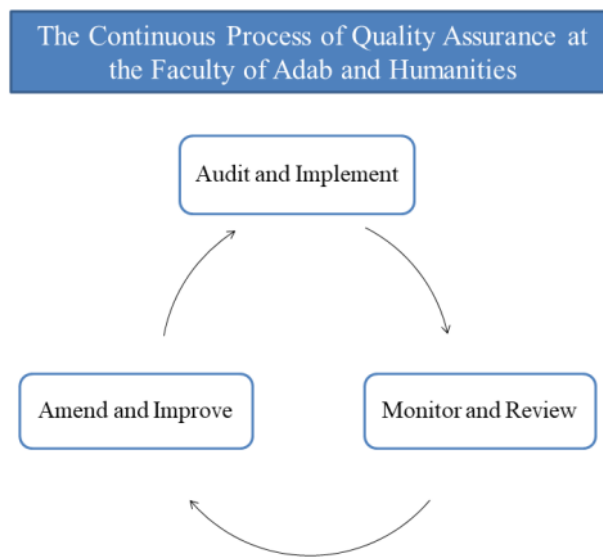 The Continuous Process of Quality Assurance at
the Faculty of Adab and Humanities
Audit and Implement
Amend and Improve
Monitor and Review